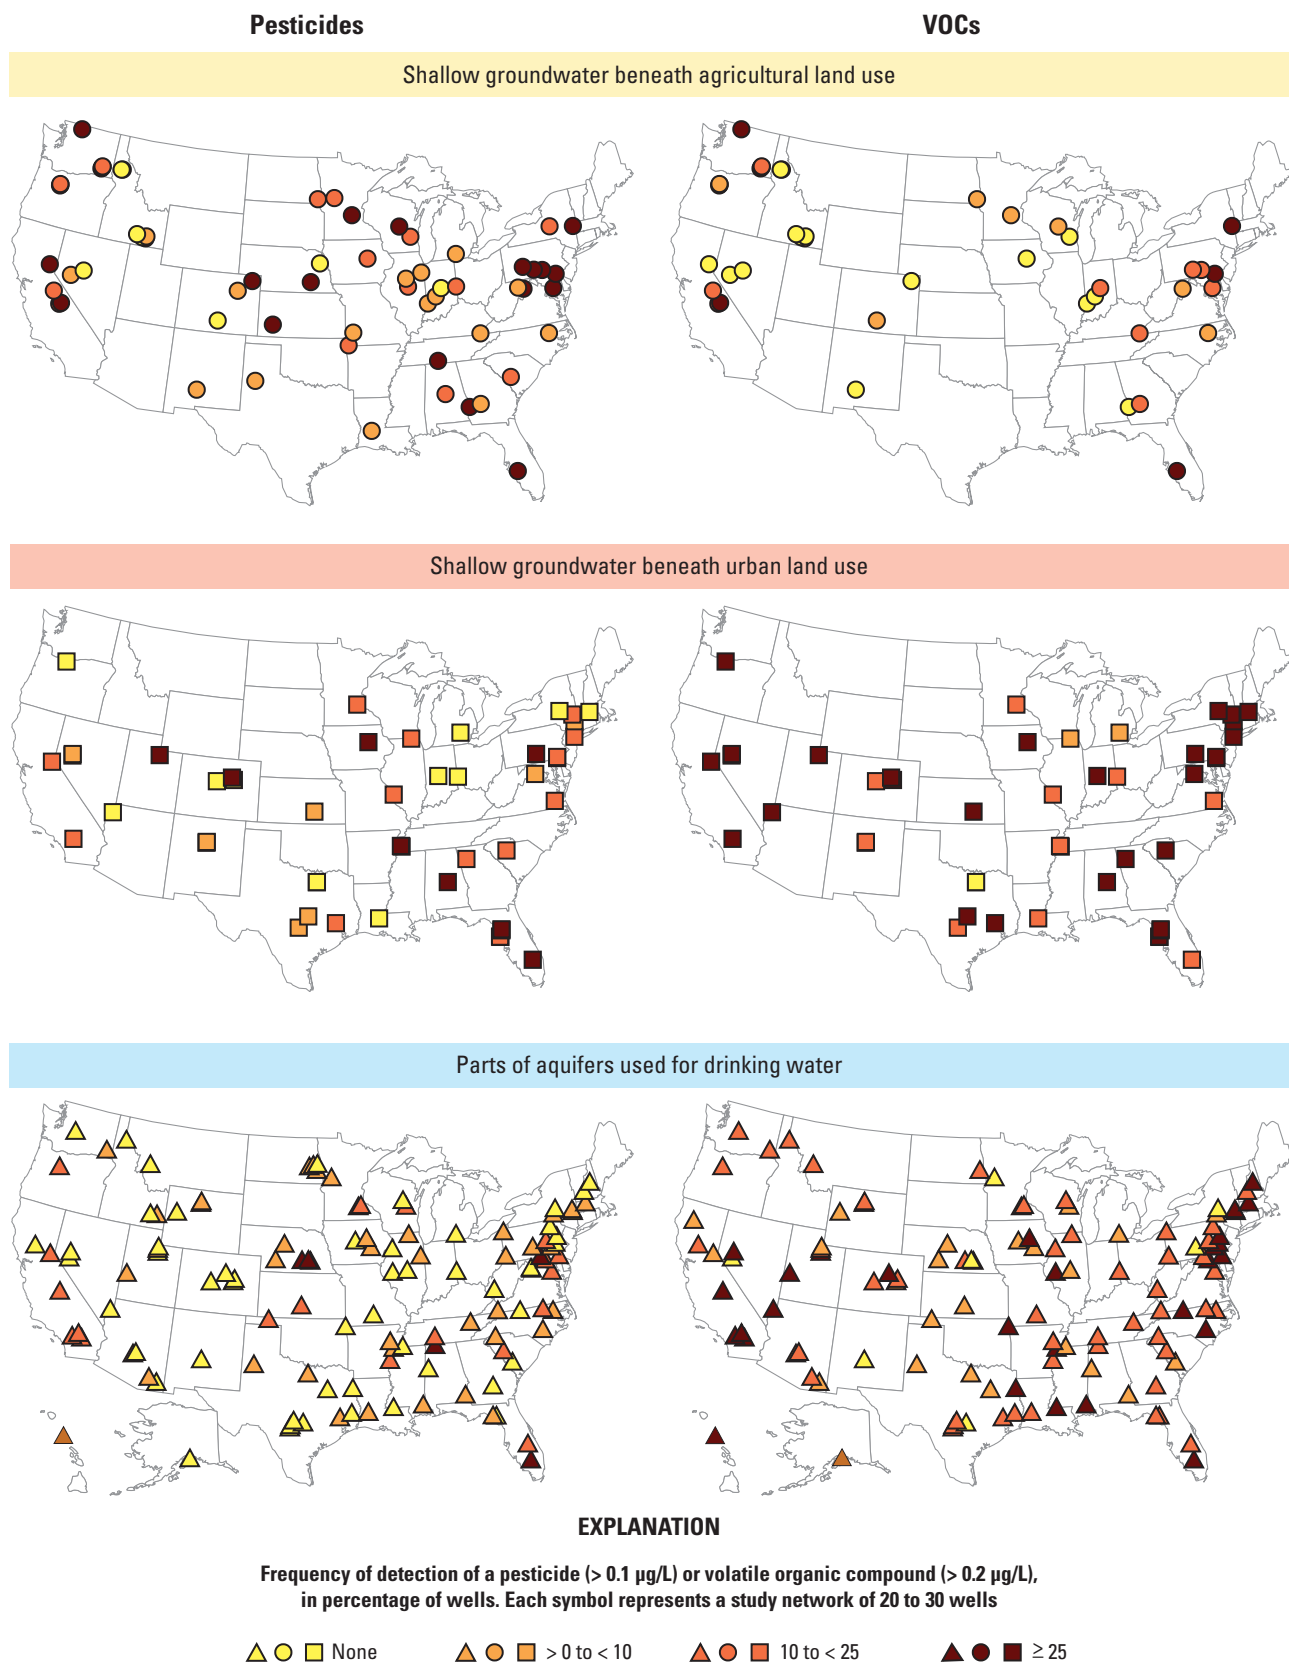 Pesticides
VOCs
Shallow groundwater beneath agricultural land use
Shallow groundwater beneath urban land use
Parts of aquifers used for drinking water
EXPLANATION
Frequency of detection of a pesticide (> 0.1 µg/L) or volatile organic compound (> 0.2 µg/L),
in percentage of wells. Each symbol represents a study network of 20 to 30 wells
None
> 0 to < 10
10 to < 25
≥ 25